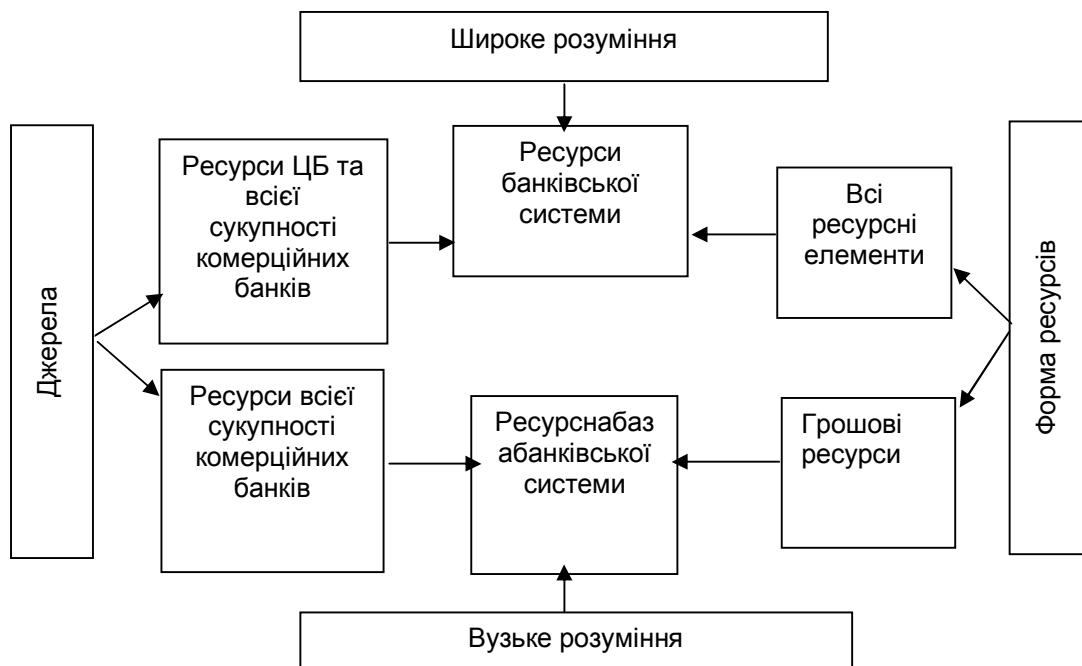 Широке розуміння
Джерела
Ресурси ЦБ та
всієї
сукупності
комерційних
банків
Ресурси
банківської
системи
Всі
ресурсні
елементи
Форма ресурсів
Ресурси всієї
сукупності
комерційних
банків
Ресурснабаз
абанківської
системи
Грошові
ресурси
Вузьке розуміння